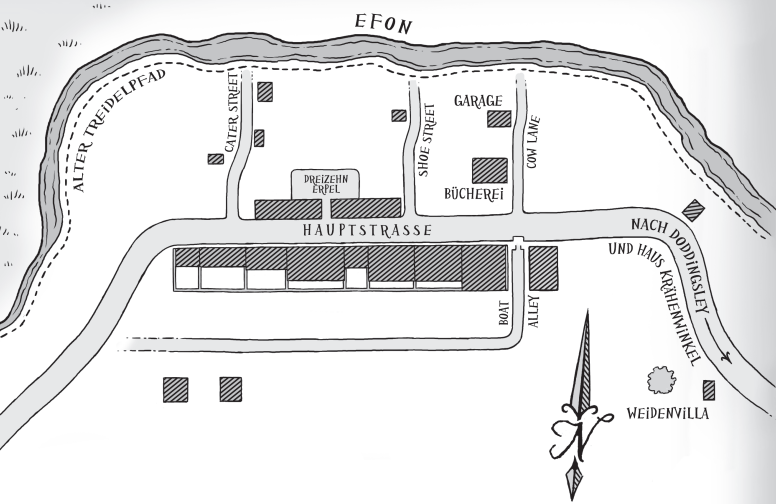 EFON
ALTER TREIDELPFAD
CATER STREET
SHOE STREET
GARAGE
COW LANE
DREIZEHN
ERPEL
BÜCHEREI
HAUPTSTRASSE
NACH DODDINGSLEY
UND HAUS KRÄHENWINKEL
BOAT
ALLEY
WEIDENVILLA
N